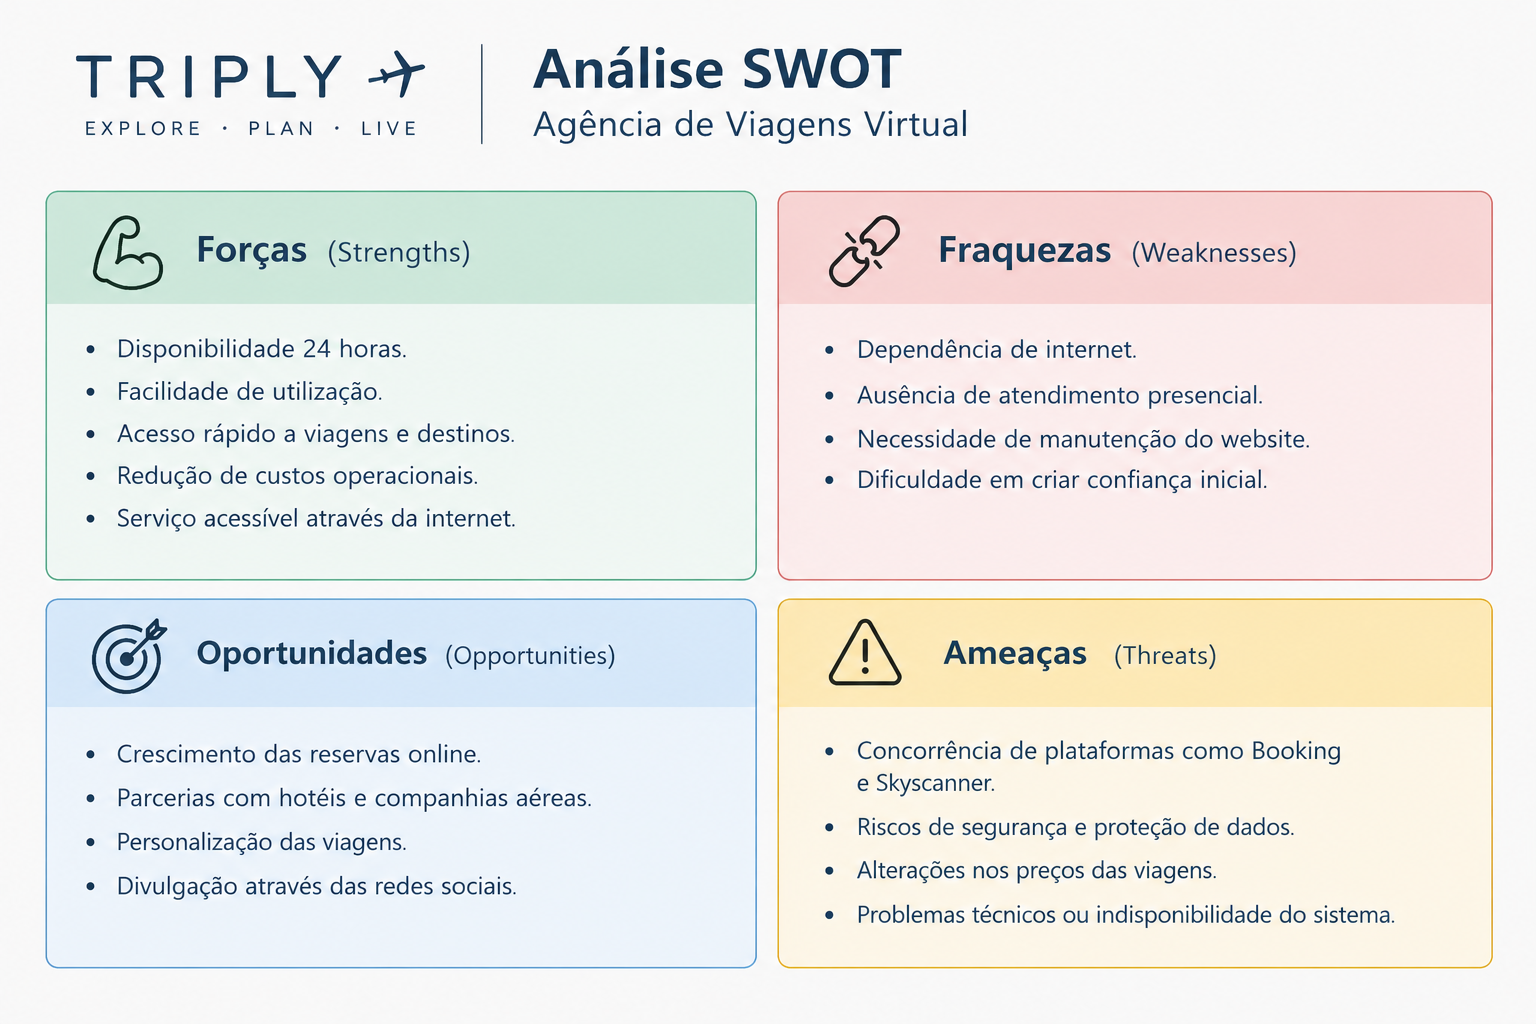 TRIPLY
EXPLORE · PLAN · LIVE
Análise SWOT
Agência de Viagens Virtual
Forças (Strengths)
• Disponibilidade 24 horas.
• Facilidade de utilização.
• Acesso rápido a viagens e destinos.
• Redução de custos operacionais.
• Serviço acessível através da internet.
Fraquezas (Weaknesses)
• Dependência de internet.
• Ausência de atendimento presencial.
• Necessidade de manutenção do website.
• Dificuldade em criar confiança inicial.
Oportunidades (Opportunities)
• Crescimento das reservas online.
• Parcerias com hotéis e companhias aéreas.
• Personalização das viagens.
• Divulgação através das redes sociais.
Ameaças (Threats)
• Concorrência de plataformas como Booking
e Skyscanner.
• Riscos de segurança e proteção de dados.
• Alterações nos preços das viagens.
• Problemas técnicos ou indisponibilidade do sistema.